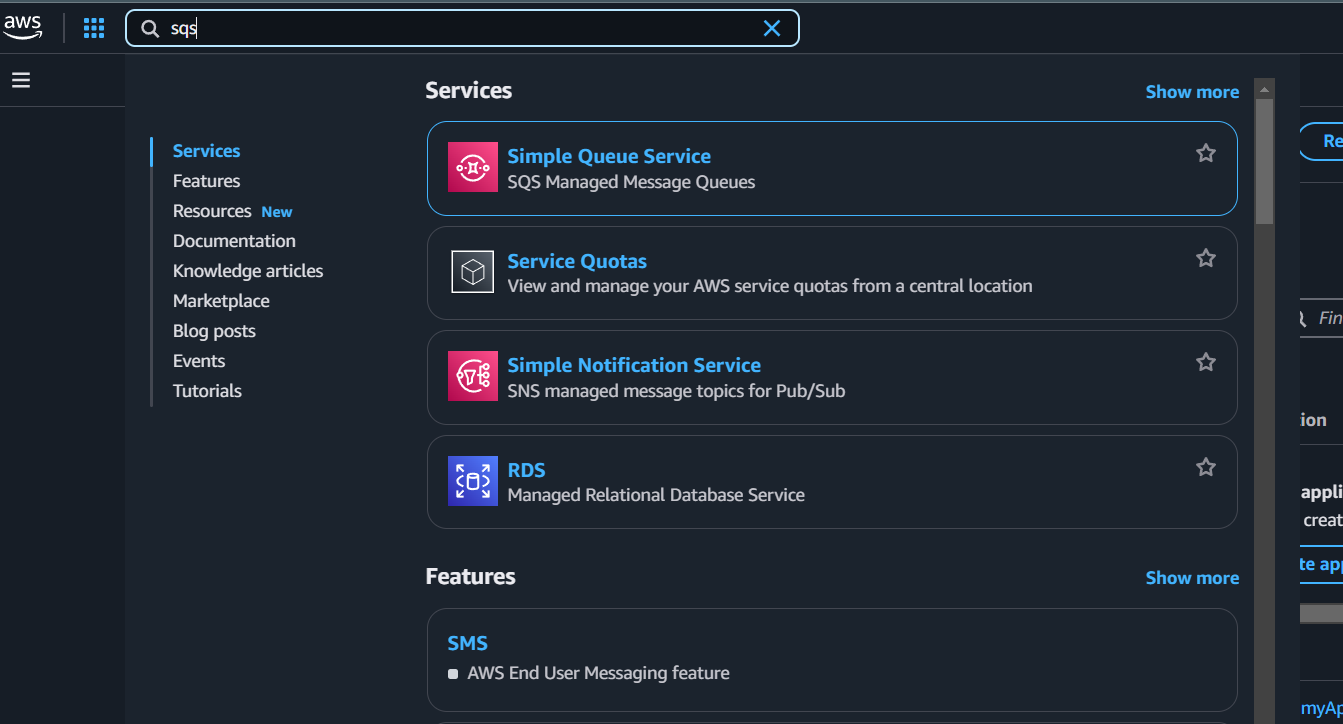 aws
sqs
Services
Show more
Services
Features
Resources New
Documentation
Knowledge articles
Marketplace
Blog posts
Events
Tutorials
Simple Queue Service
SQS Managed Message Queues
Service Quotas
View and manage your AWS service quotas from a central location
Simple Notification Service
SNS managed message topics for Pub/Sub
RDS
Managed Relational Database Service
Features
Show more
SMS
AWS End User Messaging feature
Re
Fin
ion
appli
creat
te app
myAp